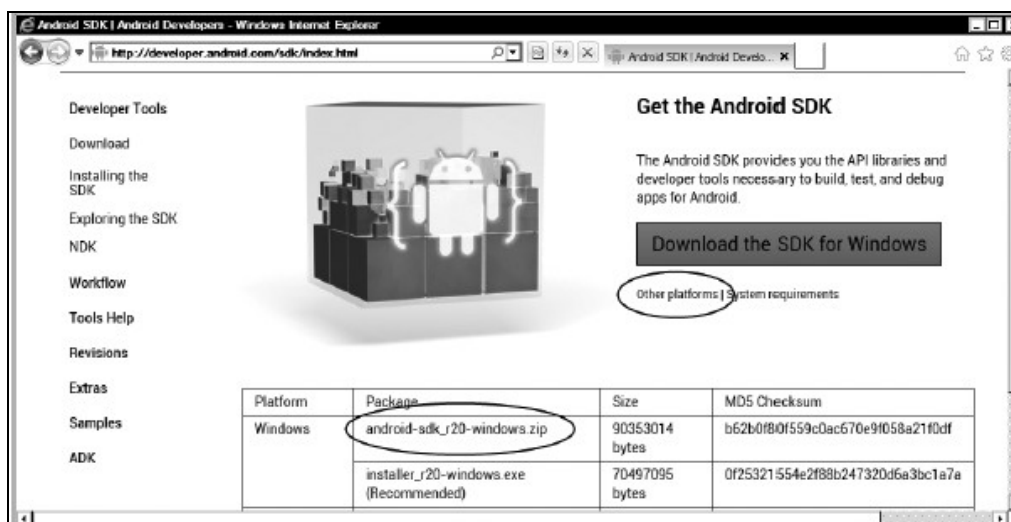 Android SDK | Android Developers - Windows Internet Explorer
http://developer.android.com/sdk/index.html
Android SDK | Android Develo...
Developer Tools
Download
Installing the
SDK
Exploring the SDK
NDK
Workflow
Tools Help
Revisions
Extras
Samples
ADK
Get the Android SDK
The Android SDK provides you the API libraries and
developer tools necessary to build, test, and debug
apps for Android.
Download the SDK for Windows
Other platforms | System requirements
Platform Package Size MD5 Checksum
Windows android-sdk_r20-windows.zip 90353014 b62b0f80f559c0ac670e9f058a21f0df
bytes
installer_r20-windows.exe 70497095 0f25321554e2f88b247320d6a3bc1a7a
(Recommended) bytes